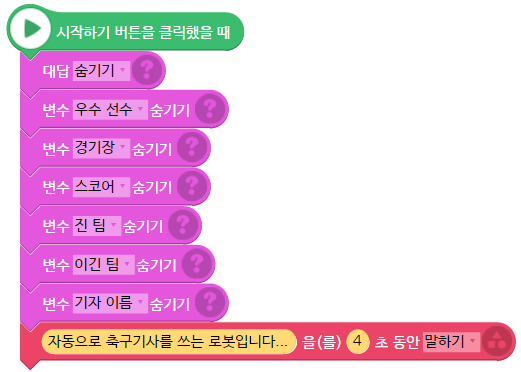 시작하기 버튼을 클릭했을 때
대답 숨기기 ?
변수 우수 선수 숨기기 ?
변수 경기장 숨기기 ?
변수 스코어 숨기기 ?
변수 진 팀 숨기기 ?
변수 이긴 팀 숨기기 ?
변수 기자 이름 숨기기 ?
자동으로 축구기사를 쓰는 로봇입니다... 을(를) 4 초 동안 말하기